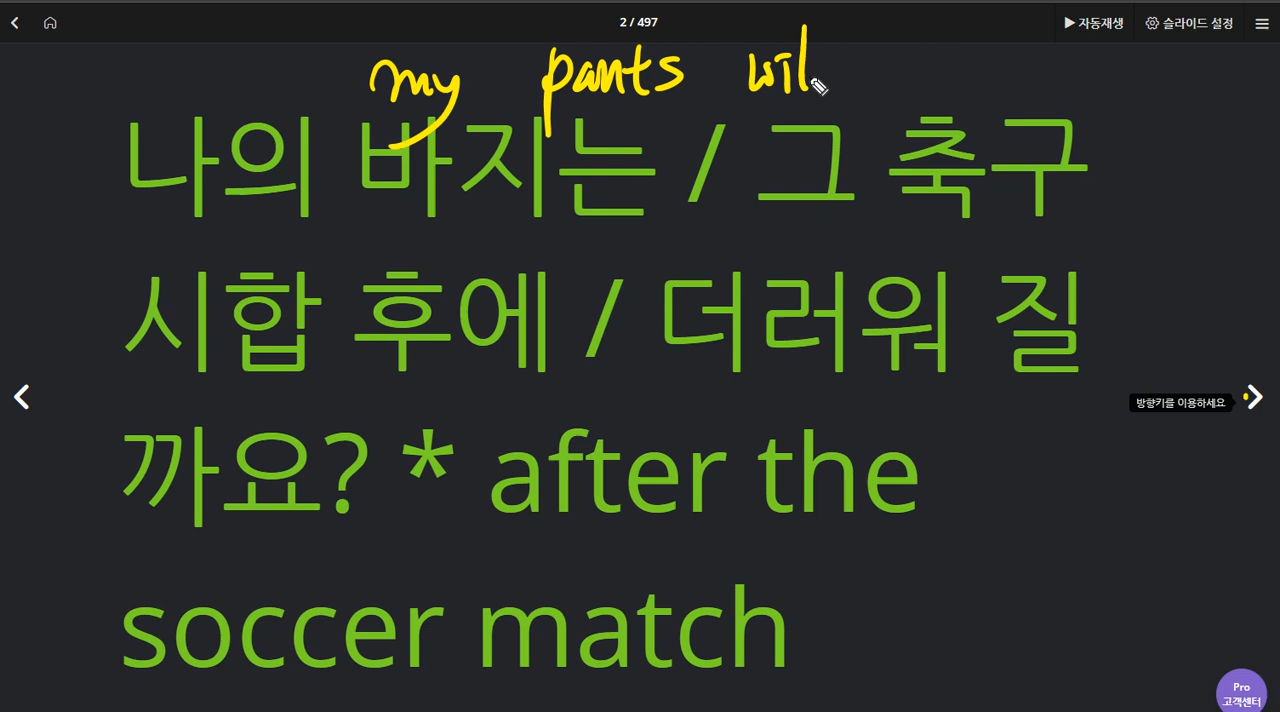 2 / 497
▶ 자동재생
슬라이드 설정
my pants wil
나의 바지는 / 그 축구
시합 후에 / 더러워 질
까요? * after the
soccer match
방향키를 이용하세요
Pro
고객센터